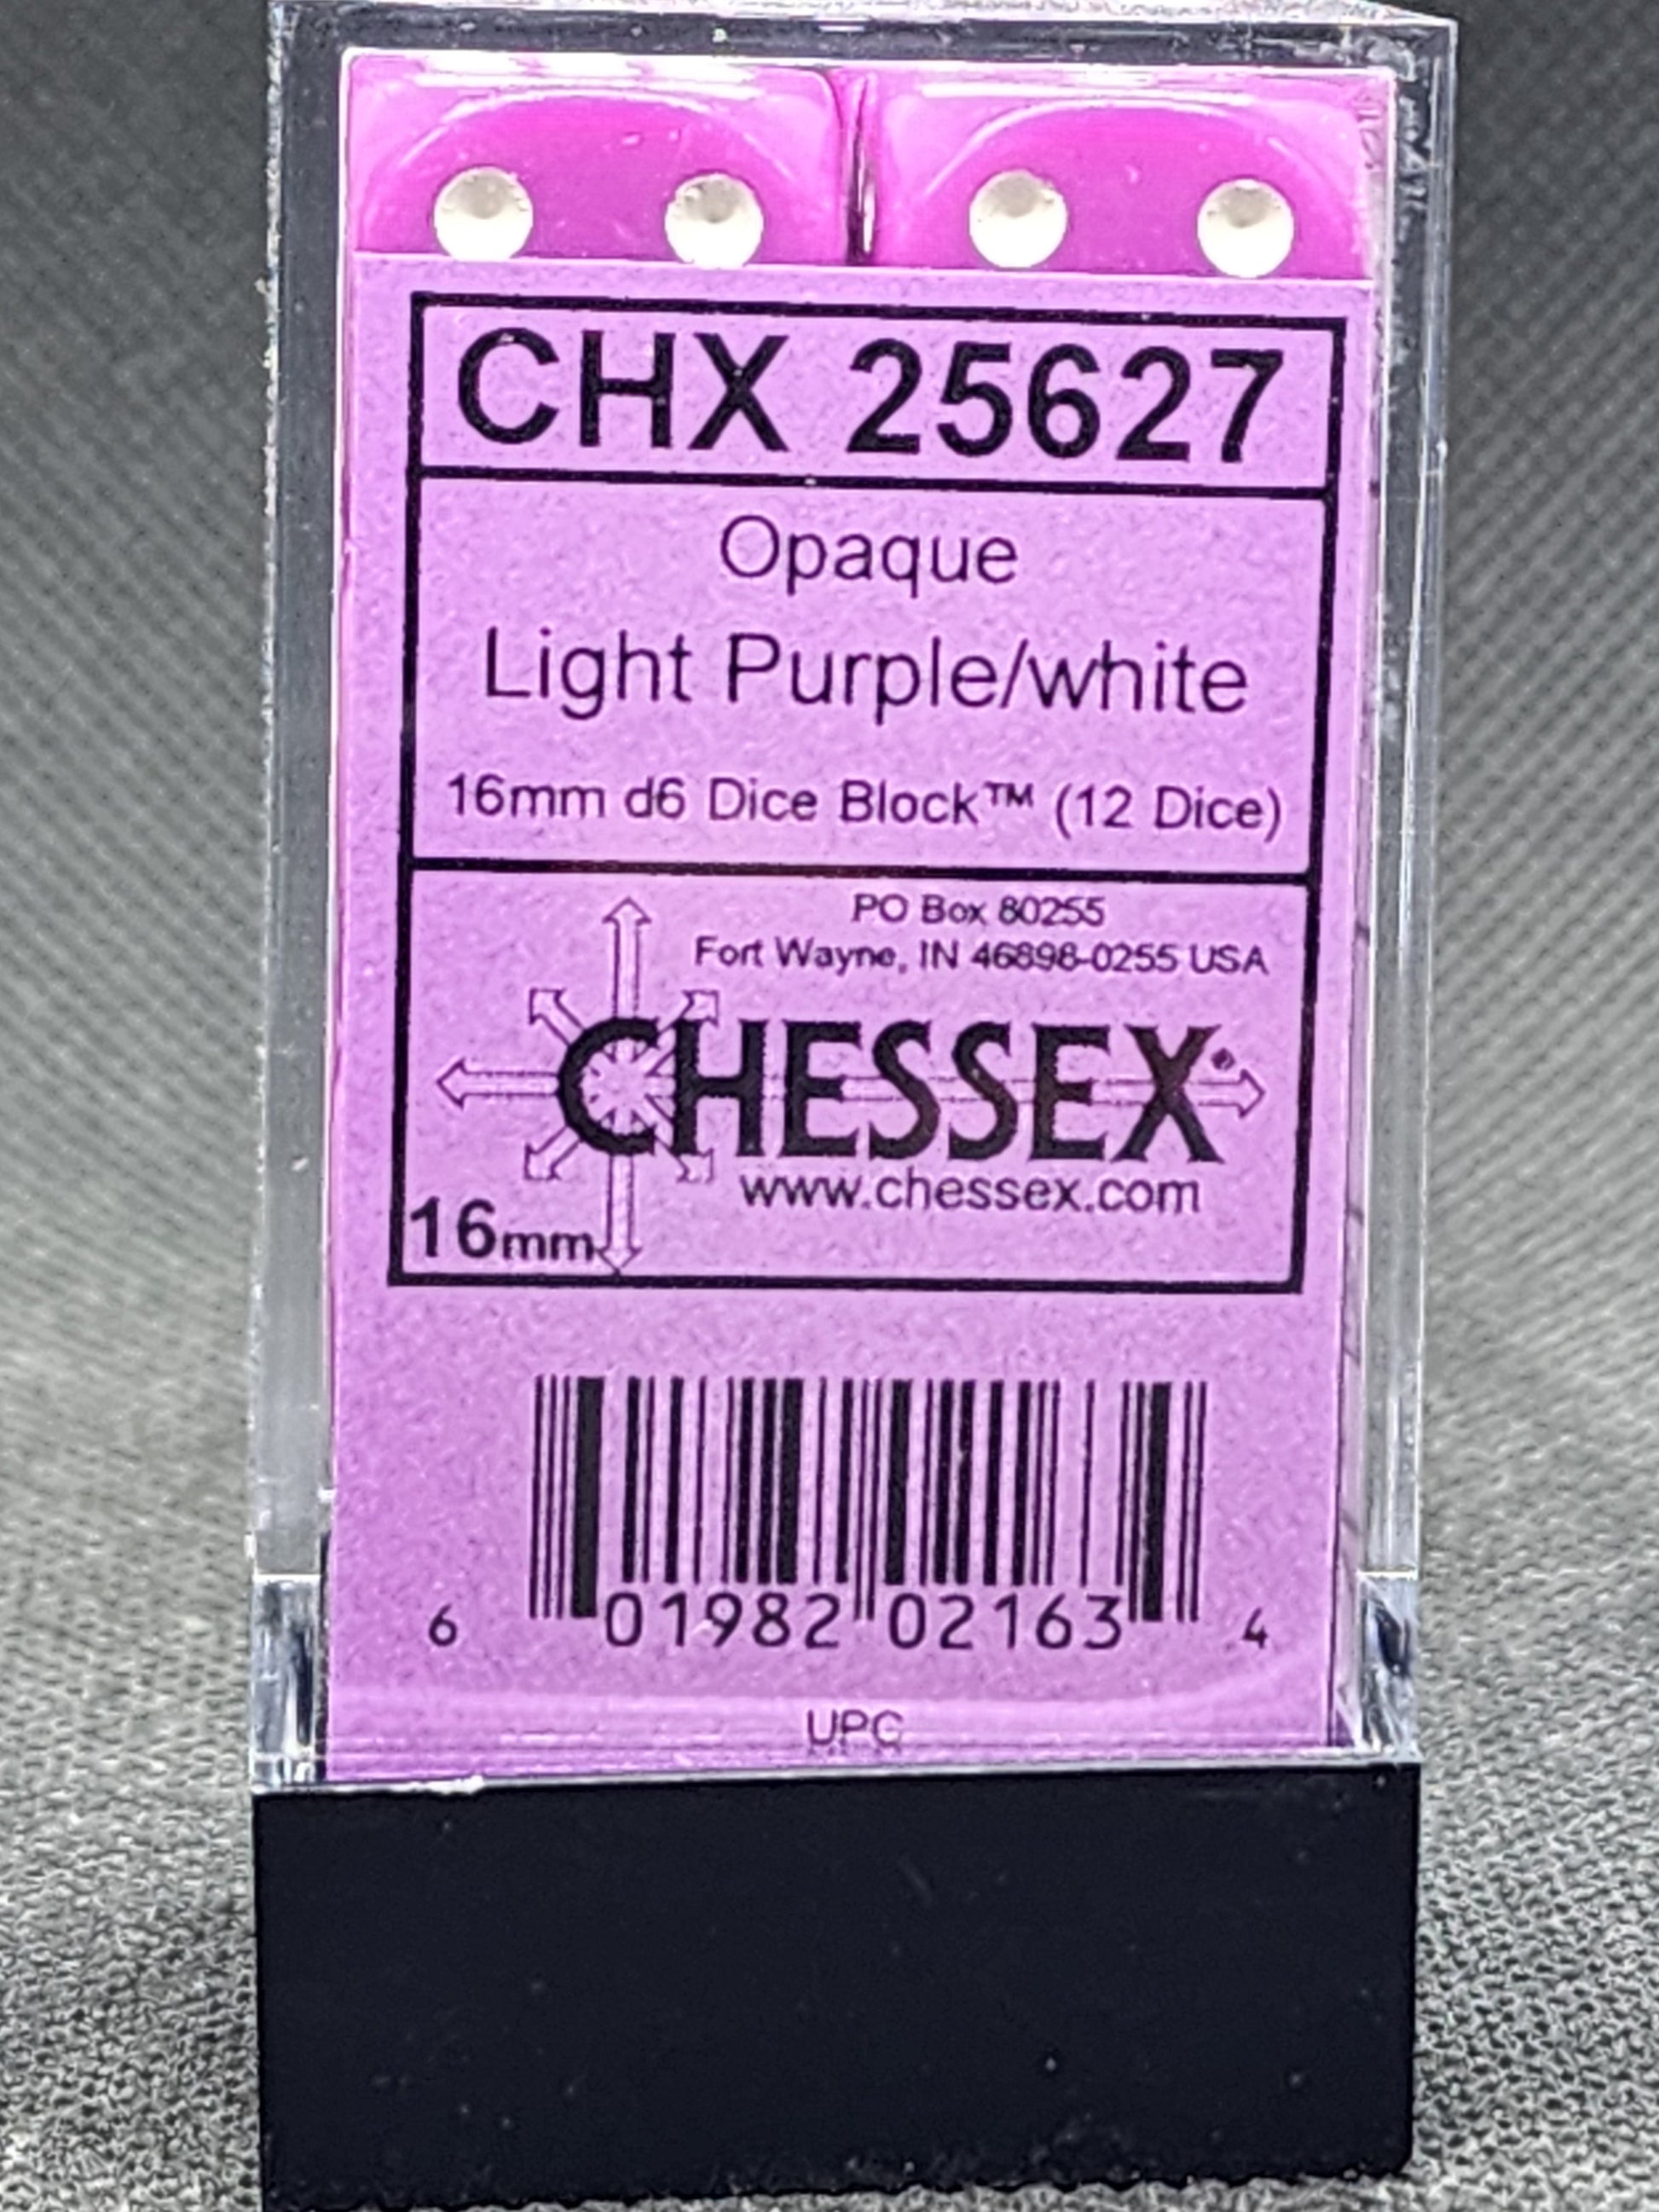 CHX 25627
Opaque
Light Purple/white
16mm d6 Dice Block™ (12 Dice)
PO Box 80255
Fort Wayne, IN 46898-0255 USA
CHESSEX®
www.chessex.com
16mm
6 01982 02163 4
UPC